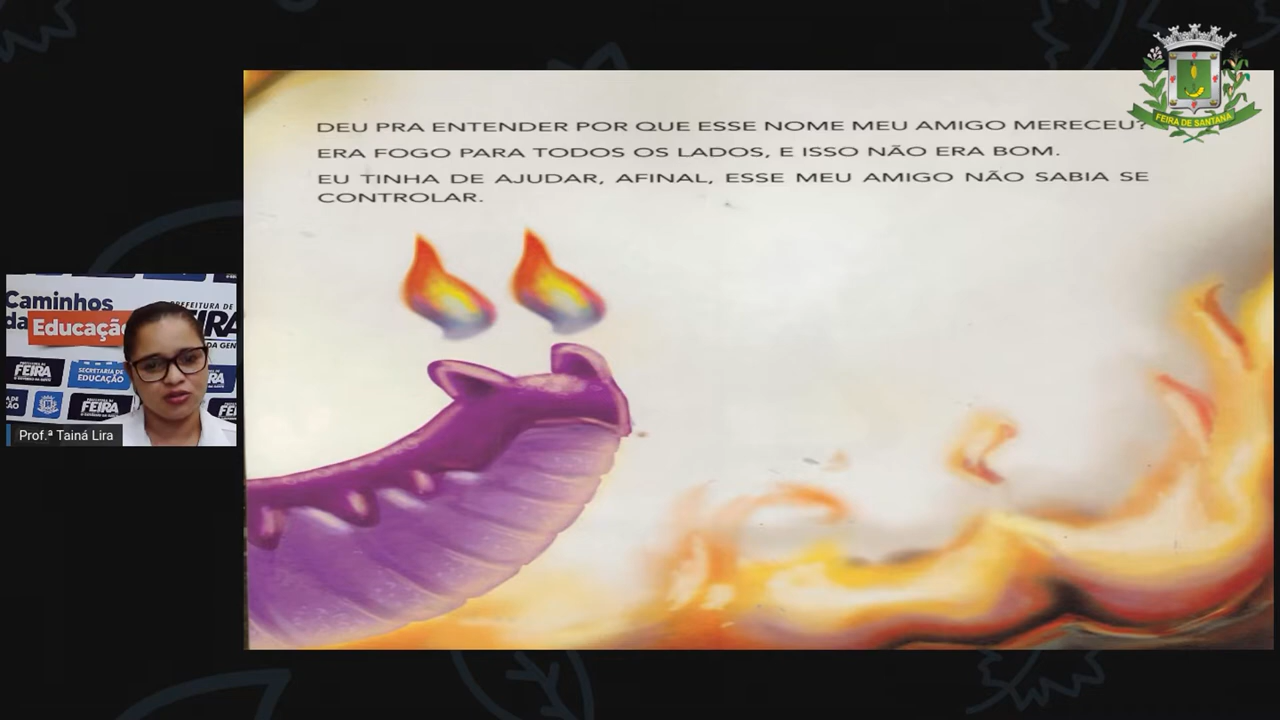 FEIRA DE SANTANA
DEU PRA ENTENDER POR QUE ESSE NOME MEU AMIGO MERECEU?
ERA FOGO PARA TODOS OS LADOS, E ISSO NÃO ERA BOM.
EU TINHA DE AJUDAR, AFINAL, ESSE MEU AMIGO NÃO SABIA SE
CONTROLAR.
Caminhos
da Educação
PREFEITURA DE
FEIRA
SECRETARIA DE
EDUCAÇÃO
FEIRA
Prof.ª Tainá Lira